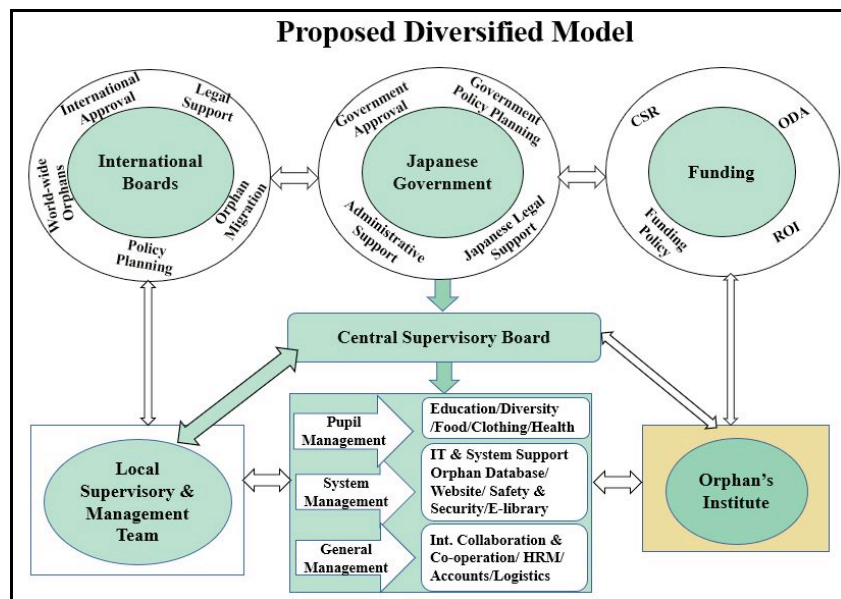 Proposed Diversified Model
International
Approval
Legal
Support
World-wide
Orphans
International
Boards
Orphan
Migration
Policy
Planning
Government
Approval
Government
Policy Planning
Japanese
Government
Administrative
Support
Japanese Legal
Support
CSR
ODA
Funding
Funding
Policy
ROI
Central Supervisory Board
Local
Supervisory &
Management
Team
Pupil
Management
Education/Diversity
/Food/Clothing/Health
System
Management
IT & System Support
Orphan Database/
Website/ Safety &
Security/E-library
General
Management
Int. Collaboration &
Co-operation/ HRM/
Accounts/Logistics
Orphan's
Institute